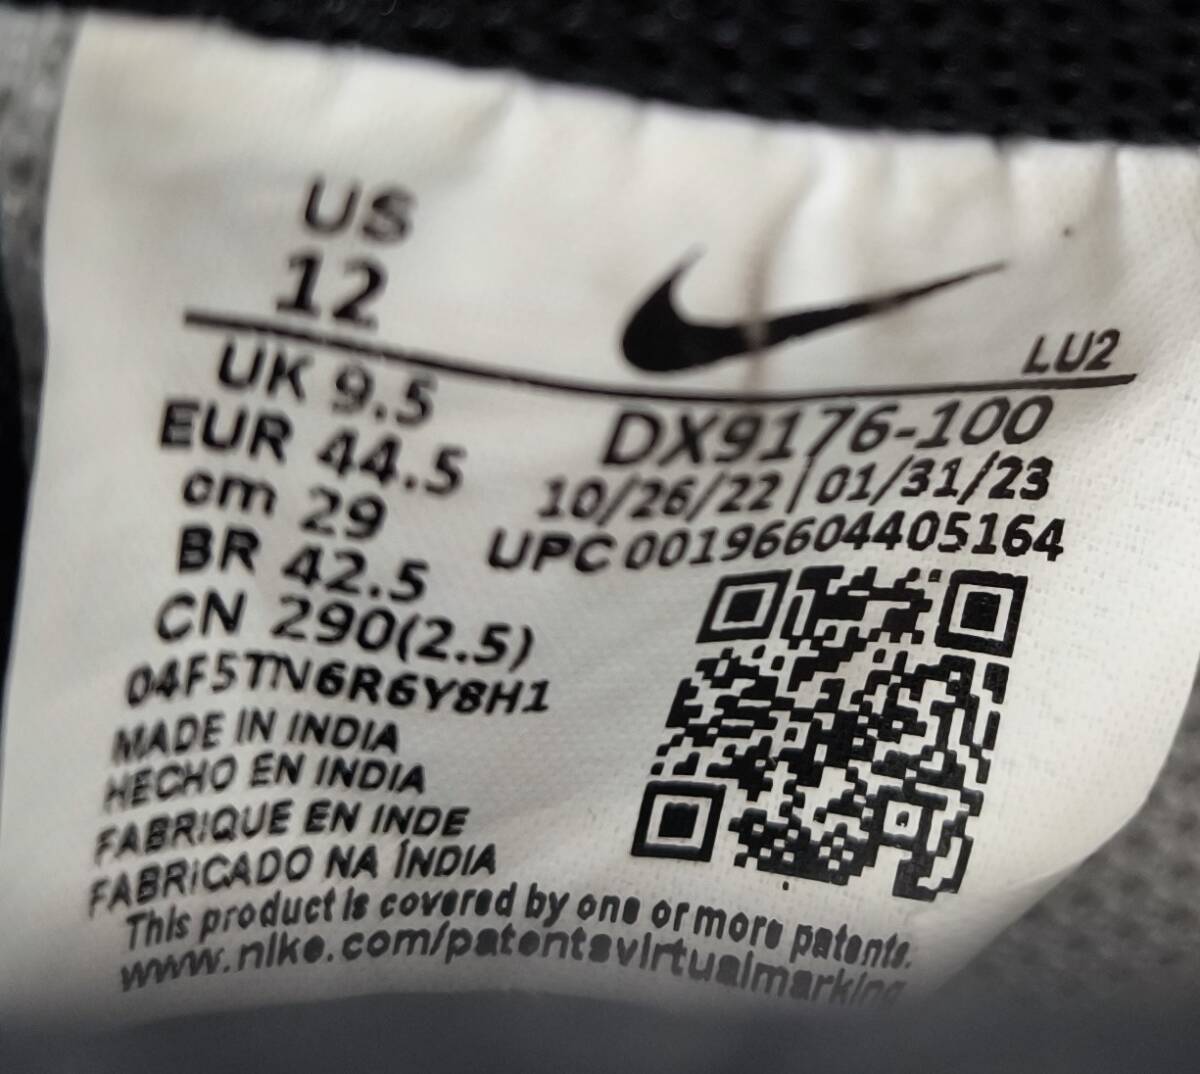 US
12
LU2
UK 9.5
EUR 44.5
cm 29
BR 42.5
CN 290(2.5)
DX9176-100
10/26/22 | 01/31/23
UPC 00196604405164
04F5TN6R6Y8H1
MADE IN INDIA
HECHO EN INDIA
FABRIQUE EN INDE
FABRICADO NA ÍNDIA
This product is covered by one or more patents.
www.nike.com/patentsvirtualmarking